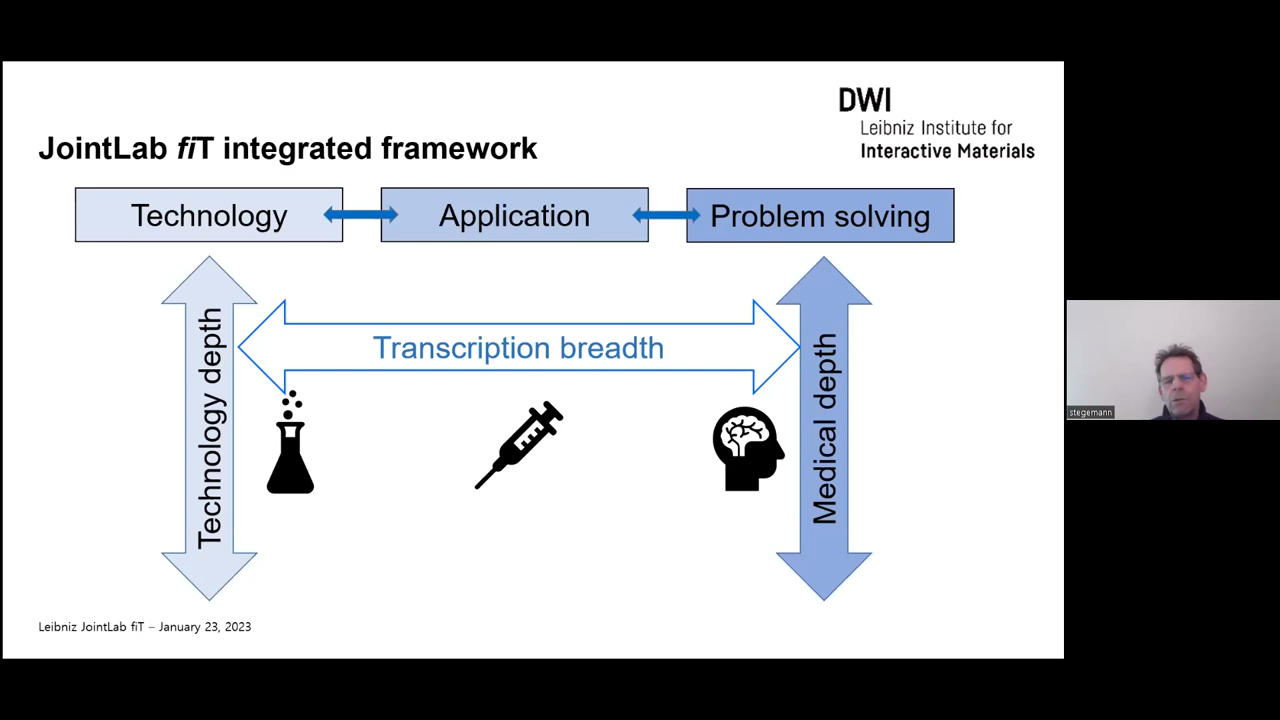 DWI
Leibniz Institute for
Interactive Materials
JointLab fiT integrated framework
Technology
Application
Problem solving
Technology depth
Transcription breadth
Medical depth
stegemann
Leibniz JointLab fiT – January 23, 2023